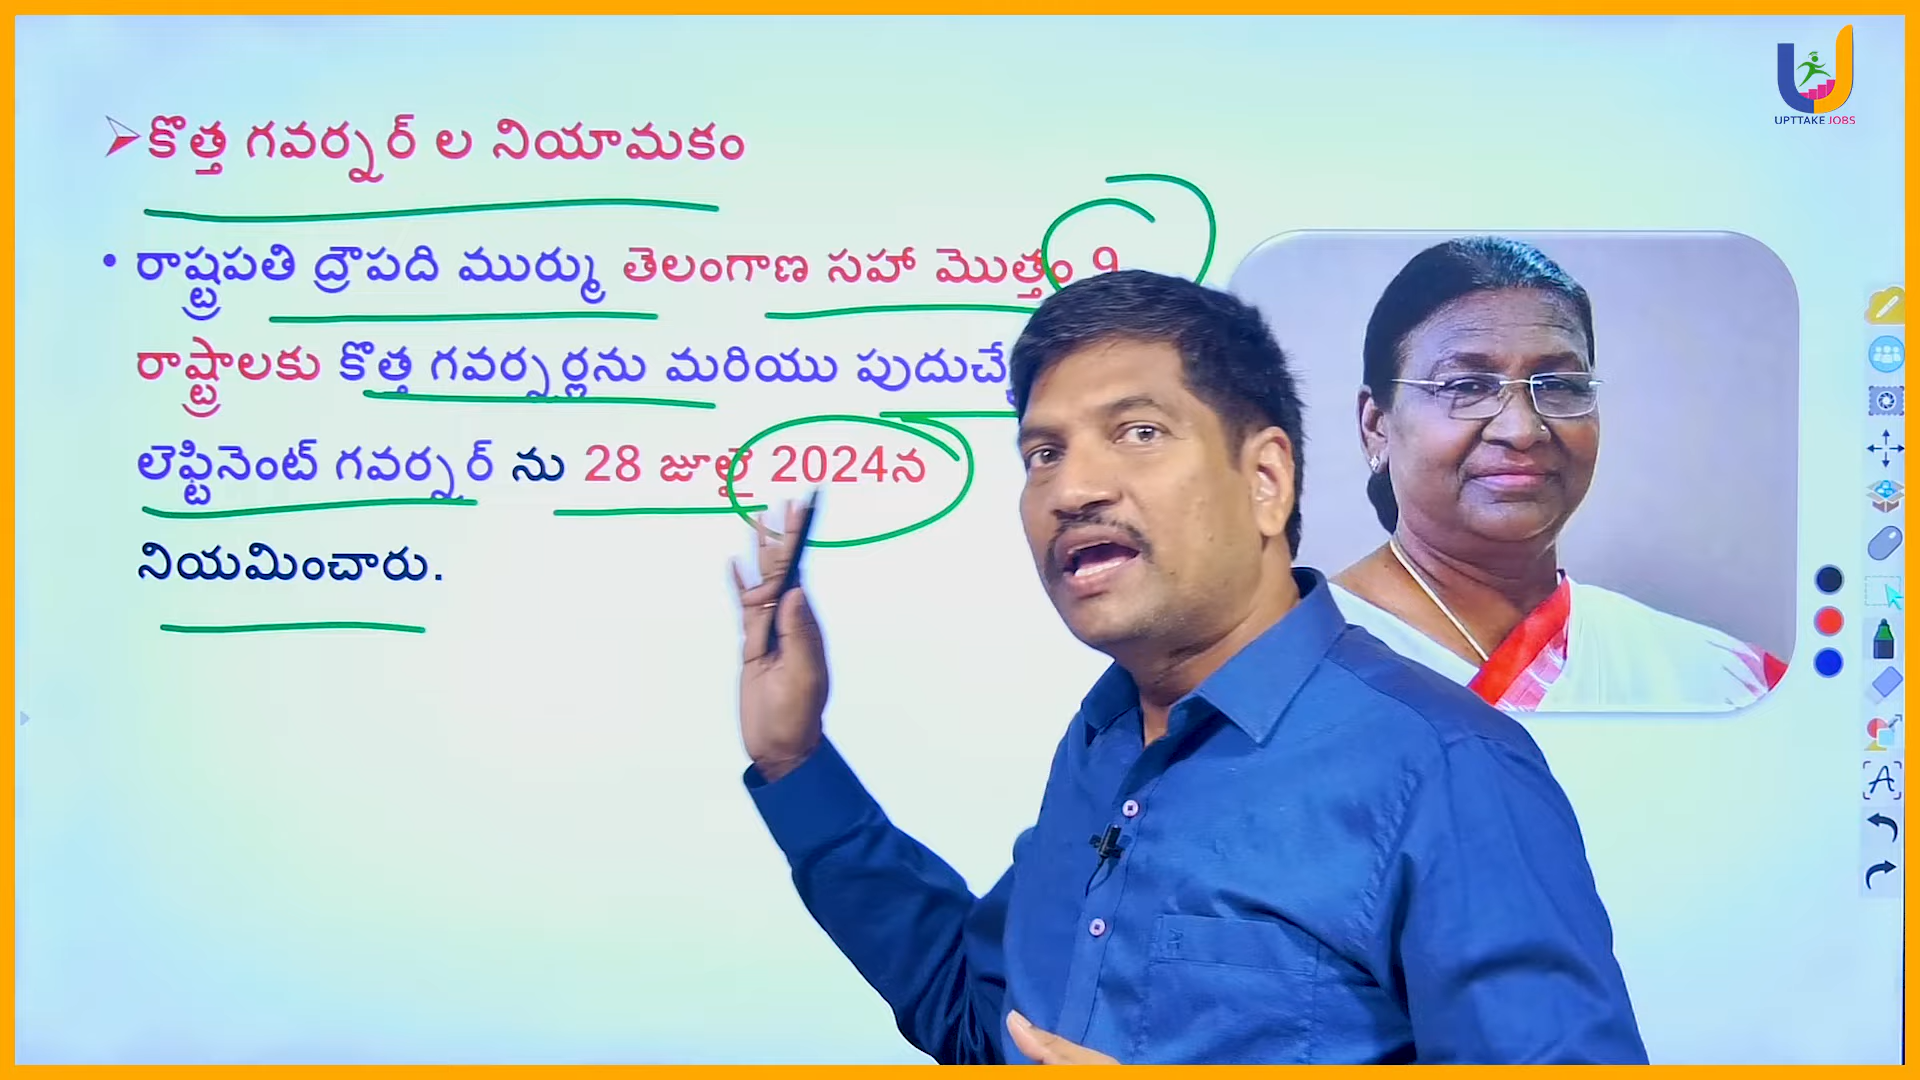 UPTTAKE JOBS
కొత్త గవర్నర్ ల నియామకం
రాష్ట్రపతి ద్రౌపది ముర్ము తెలంగాణ సహా మొత్తం 9
రాష్ట్రాలకు కొత్త గవర్నర్లను మరియు
లెఫ్టినెంట్ గవర్నర్ ను 28 జూలై 2024న
నియమించారు.